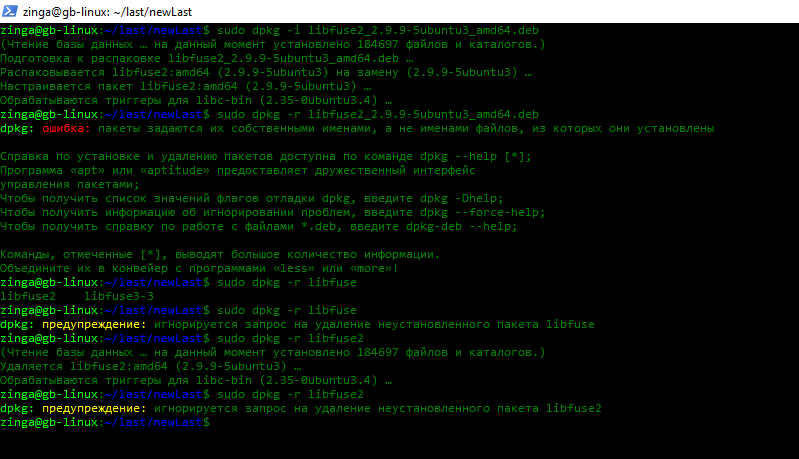 zinga@gb-linux: ~/last/newLast
zinga@gb-linux:~/last/newLast$ sudo dpkg -i libfuse2_2.9.9-5ubuntu3_amd64.deb
(Чтение базы данных … на данный момент установлено 184697 файлов и каталогов.)
Подготовка к распаковке libfuse2_2.9.9-5ubuntu3_amd64.deb …
Распаковывается libfuse2:amd64 (2.9.9-5ubuntu3) на замену (2.9.9-5ubuntu3) …
Настраивается пакет libfuse2:amd64 (2.9.9-5ubuntu3) …
Обрабатываются триггеры для libc-bin (2.35-0ubuntu3.4) …
zinga@gb-linux:~/last/newLast$ sudo dpkg -r libfuse2_2.9.9-5ubuntu3_amd64.deb
dpkg: ошибка: пакеты задаются их собственными именами, а не именами файлов, из которых они установлены
Справка по установке и удалению пакетов доступна по команде dpkg --help [*];
Программа «apt» или «aptitude» предоставляет дружественный интерфейс
управления пакетами;
Чтобы получить список значений флагов отладки dpkg, введите dpkg -Dhelp;
Чтобы получить информацию об игнорировании проблем, введите dpkg --force-help;
Чтобы получить справку по работе с файлами *.deb, введите dpkg-deb --help;
Команды, отмеченные [*], выводят большое количество информации.
Объедините их в конвейер с программами «less» или «more»!
zinga@gb-linux:~/last/newLast$ sudo dpkg -r libfuse
libfuse2    libfuse3-3
zinga@gb-linux:~/last/newLast$ sudo dpkg -r libfuse
dpkg: предупреждение: игнорируется запрос на удаление неустановленного пакета libfuse
zinga@gb-linux:~/last/newLast$ sudo dpkg -r libfuse2
(Чтение базы данных … на данный момент установлено 184697 файлов и каталогов.)
Удаляется libfuse2:amd64 (2.9.9-5ubuntu3) …
Обрабатываются триггеры для libc-bin (2.35-0ubuntu3.4) …
zinga@gb-linux:~/last/newLast$ sudo dpkg -r libfuse2
dpkg: предупреждение: игнорируется запрос на удаление неустановленного пакета libfuse2
zinga@gb-linux:~/last/newLast$